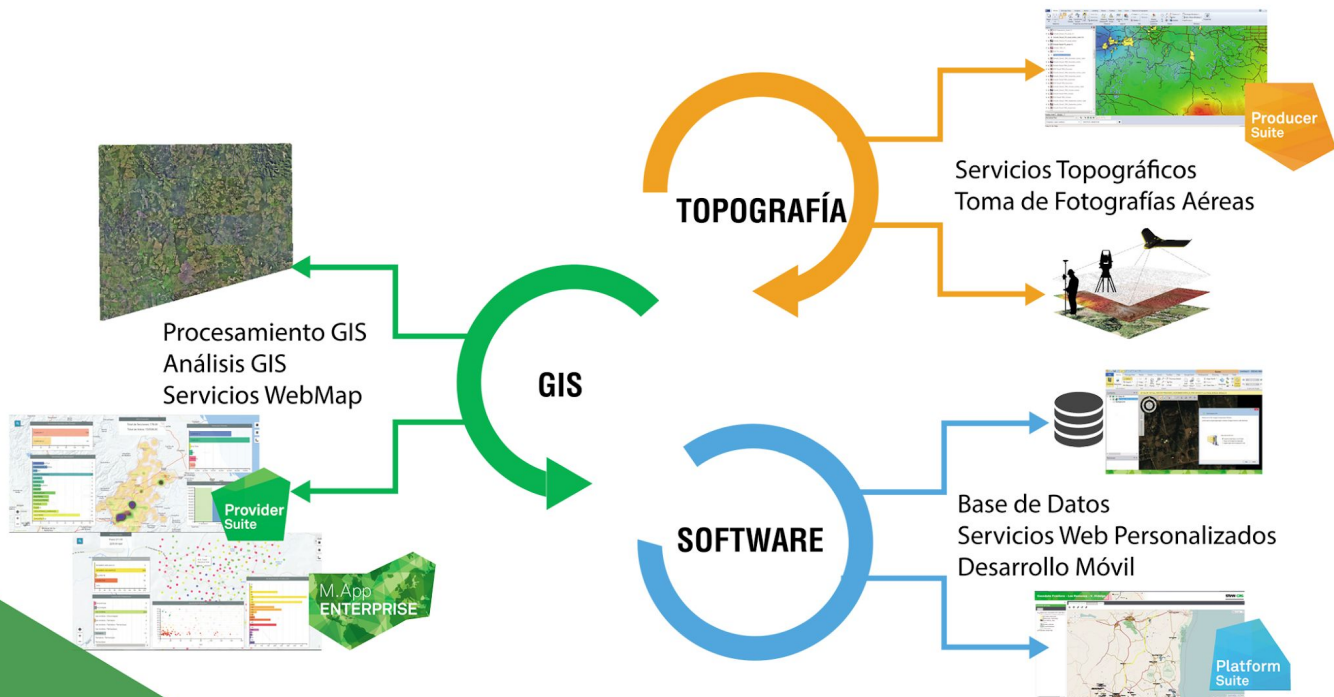 TOPOGRAFÍA
Producer
Suite
Servicios Topográficos
Toma de Fotografías Aéreas
Procesamiento GIS
Análisis GIS
Servicios WebMap
GIS
Provider
Suite
M.App
ENTERPRISE
SOFTWARE
Base de Datos
Servicios Web Personalizados
Desarrollo Móvil
Platform
Suite